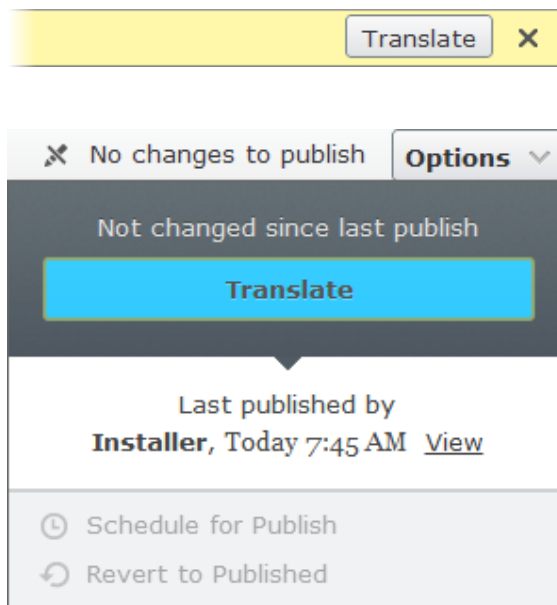 Translate
No changes to publish Options
Not changed since last publish
Translate
Last published by
Installer, Today 7:45 AM View
Schedule for Publish
Revert to Published